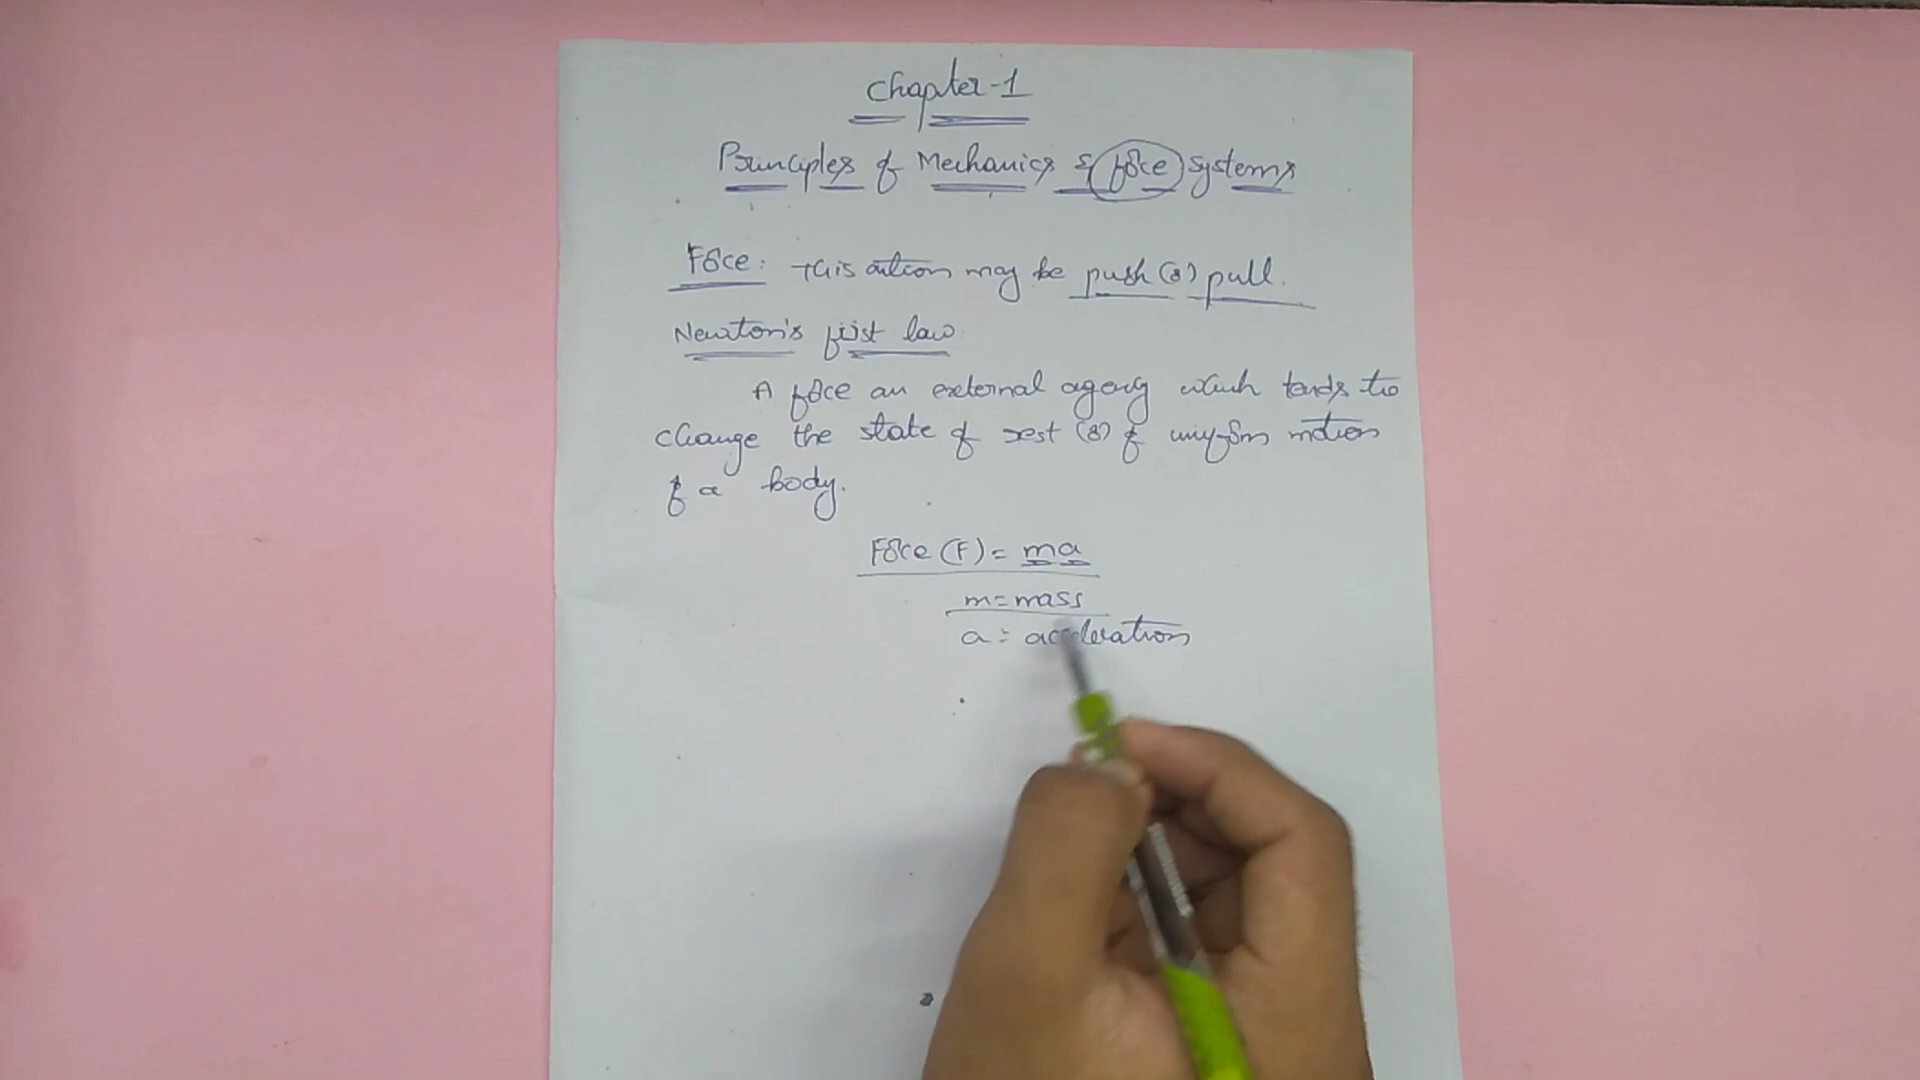 Chapter-1
Principles of Mechanics & force systems
Force: This action may be push (or) pull.
Newton's first law
A force an external agency which tends to
change the state of rest (or) of uniform motion
of a body.
Force (F) = ma
m = mass
a = acceleration